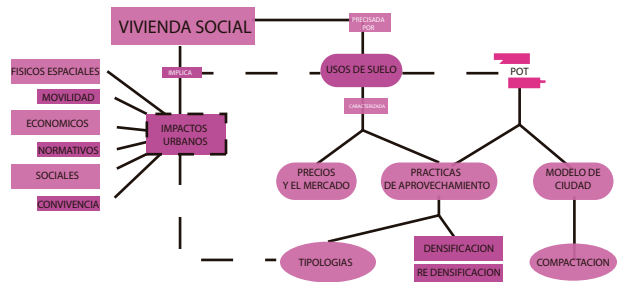 VIVIENDA SOCIAL
PRECISADA
POR
IMPLICA
USOS DE SUELO
POT
FISICOS ESPACIALES
MOVILIDAD
ECONOMICOS
NORMATIVOS
SOCIALES
CONVIVENCIA
IMPACTOS
URBANOS
CARACTERIZADA
PRECIOS
Y EL MERCADO
PRACTICAS
DE APROVECHAMIENTO
MODELO DE
CIUDAD
TIPOLOGIAS
DENSIFICACION
RE DENSIFICACION
COMPACTACION